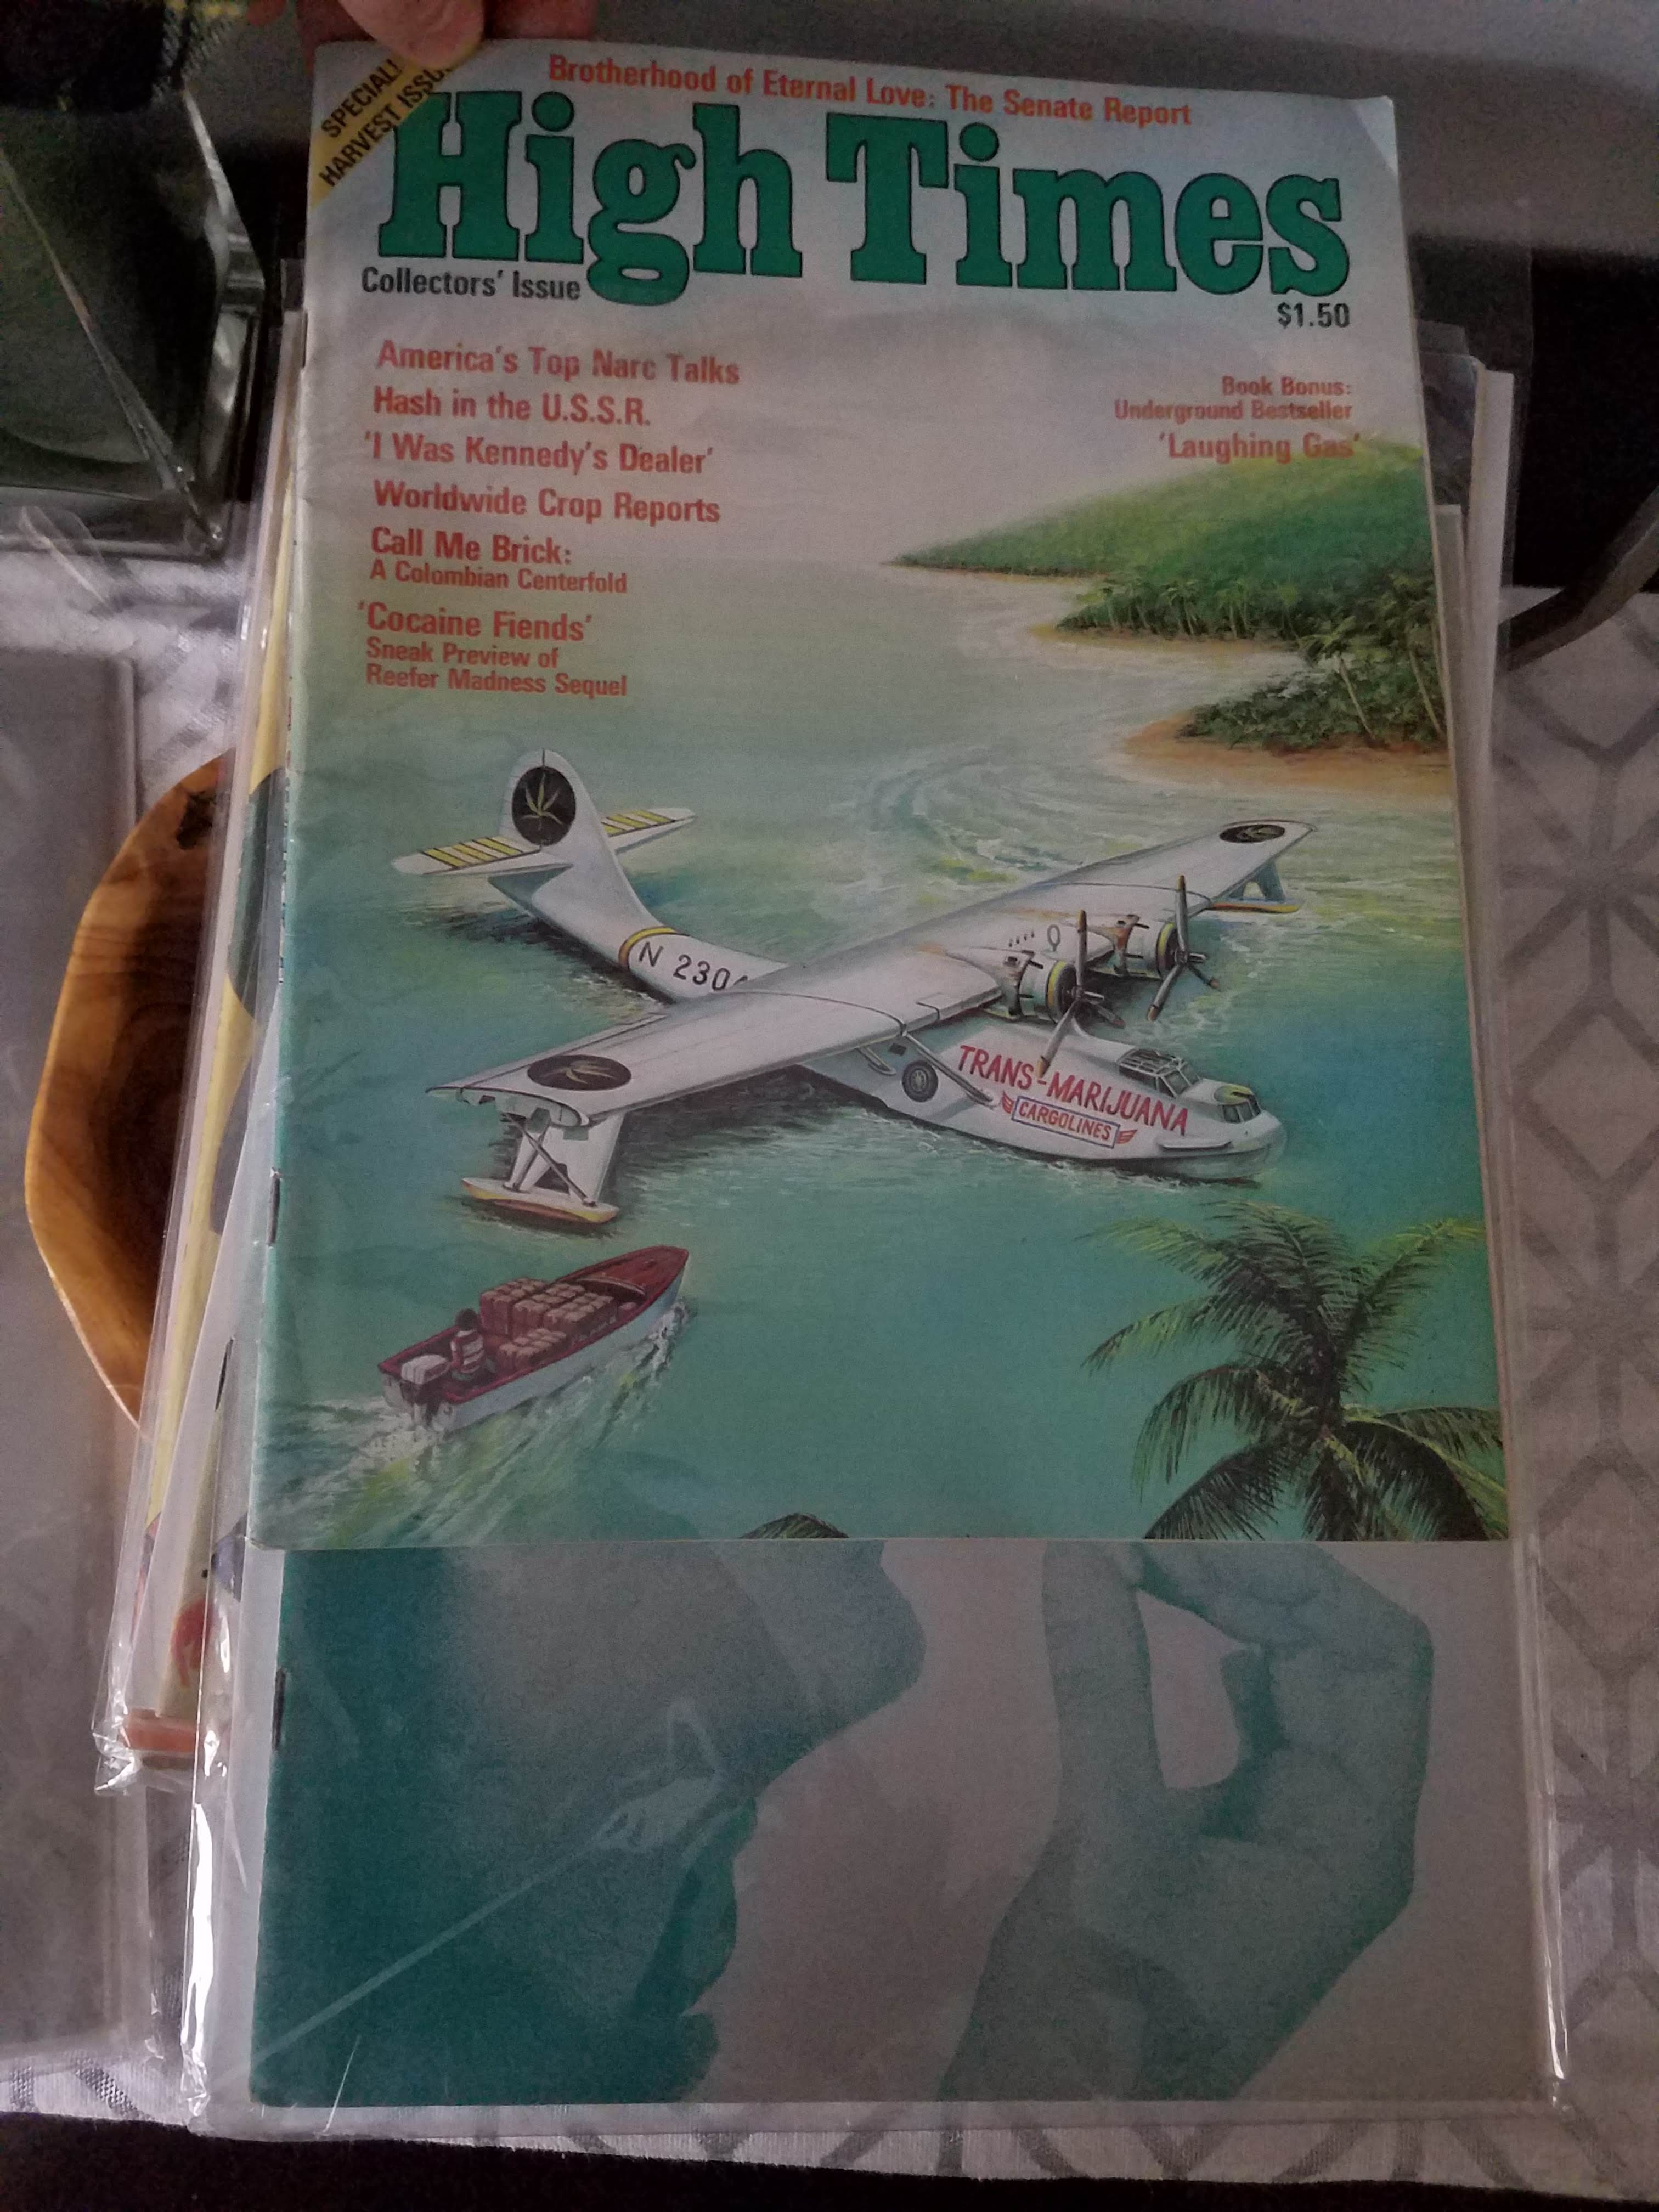 SPECIAL!
HARVEST ISSU
Brotherhood of Eternal Love: The Senate Report
High Times
Collectors' Issue
$1.50
America's Top Narc Talks
Hash in the U.S.S.R.
'I Was Kennedy's Dealer'
Worldwide Crop Reports
Call Me Brick:
A Colombian Centerfold
'Cocaine Fiends'
Sneak Preview of
Reefer Madness Sequel
Book Bonus:
Underground Bestseller
'Laughing Gas'
N 230
TRANS-MARIJUANA
CARGOLINES